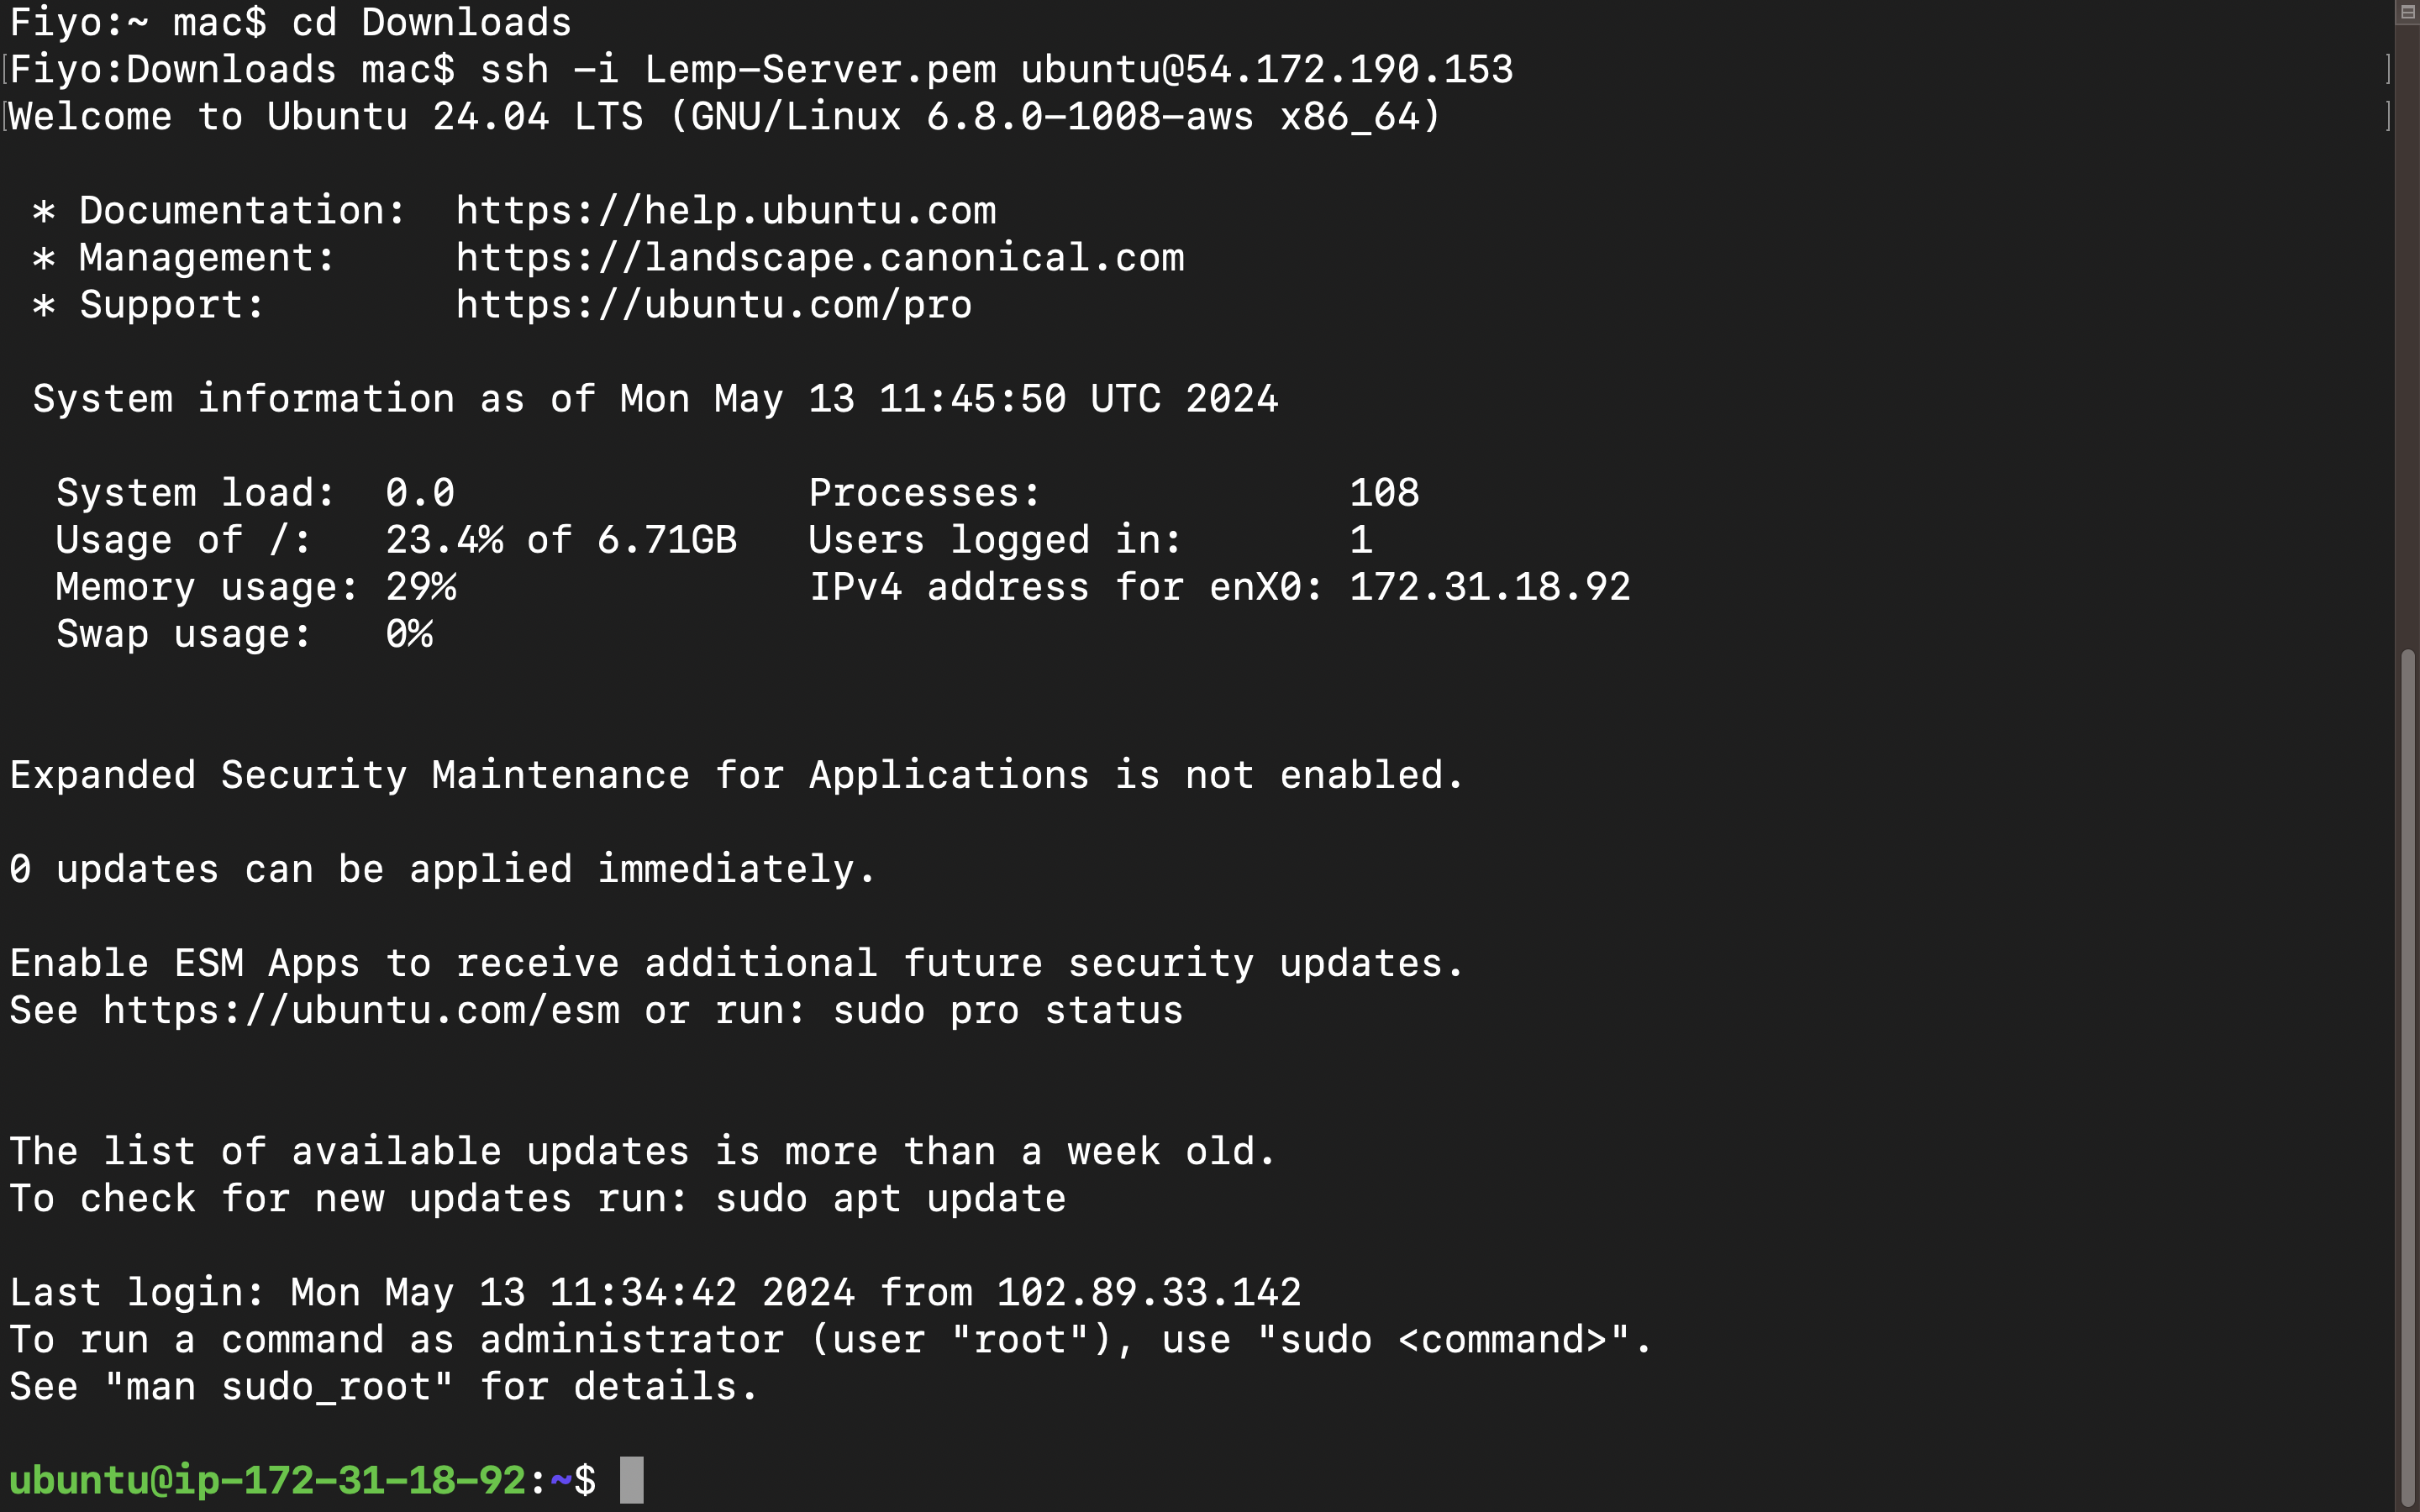 Fiyo:~ mac$ cd Downloads
[Fiyo:Downloads mac$ ssh -i Lemp-Server.pem ubuntu@54.172.190.153 ]
[Welcome to Ubuntu 24.04 LTS (GNU/Linux 6.8.0-1008-aws x86_64) ]
* Documentation:  https://help.ubuntu.com
* Management:     https://landscape.canonical.com
* Support:        https://ubuntu.com/pro
System information as of Mon May 13 11:45:50 UTC 2024
System load:  0.0               Processes:             108
Usage of /:   23.4% of 6.71GB   Users logged in:       1
Memory usage: 29%               IPv4 address for enX0: 172.31.18.92
Swap usage:   0%
Expanded Security Maintenance for Applications is not enabled.
0 updates can be applied immediately.
Enable ESM Apps to receive additional future security updates.
See https://ubuntu.com/esm or run: sudo pro status
The list of available updates is more than a week old.
To check for new updates run: sudo apt update
Last login: Mon May 13 11:34:42 2024 from 102.89.33.142
To run a command as administrator (user "root"), use "sudo <command>".
See "man sudo_root" for details.
ubuntu@ip-172-31-18-92:~$